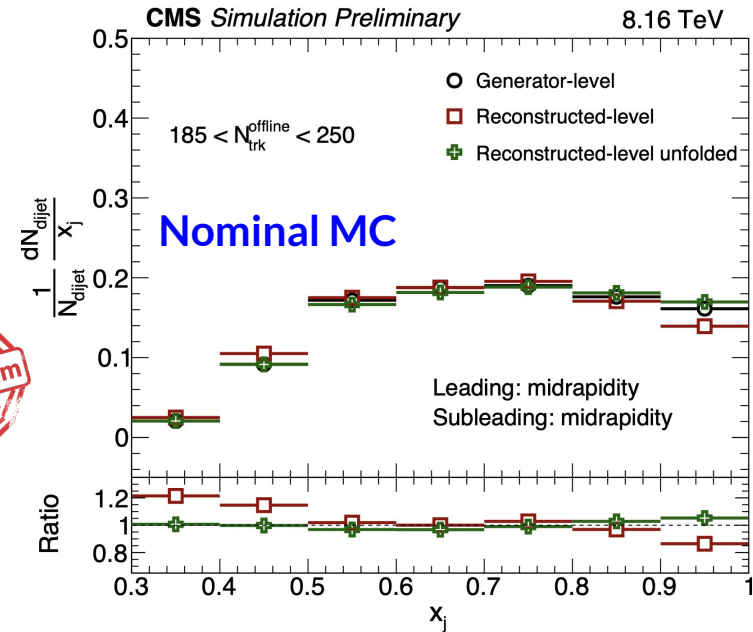 CMS Simulation Preliminary 8.16 TeV
0.5
Generator-level
0.4
Reconstructed-level
185 < N_trk^offline < 250
Reconstructed-level unfolded
0.3
Nominal MC
1/N_dijet dN_dijet/x_j
0.2
0.1
Leading: midrapidity
Subleading: midrapidity
0
Ratio
1.2
1
0.8
0.3 0.4 0.5 0.6 0.7 0.8 0.9 1
x_j